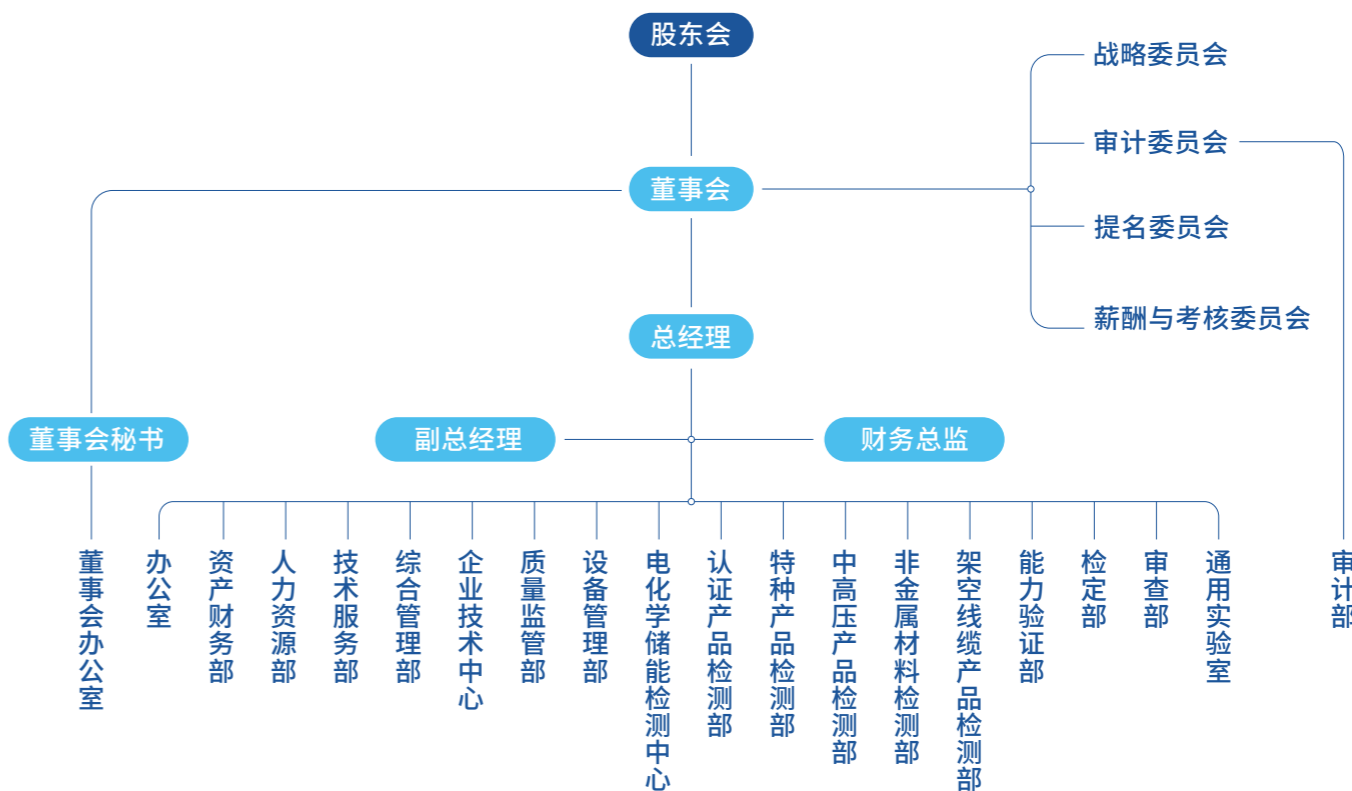 股东会
战略委员会
审计委员会
董事会
提名委员会
薪酬与考核委员会
总经理
董事会秘书
副总经理
财务总监
董事会办公室
办公室
资产财务部
人力资源部
技术服务部
综合管理部
企业技术中心
质量监管部
设备管理部
电化学储能检测中心
认证产品检测部
特种产品检测部
中高压产品检测部
非金属材料检测部
架空线缆产品检测部
能力验证部
检定部
审查部
通用实验室
审计部